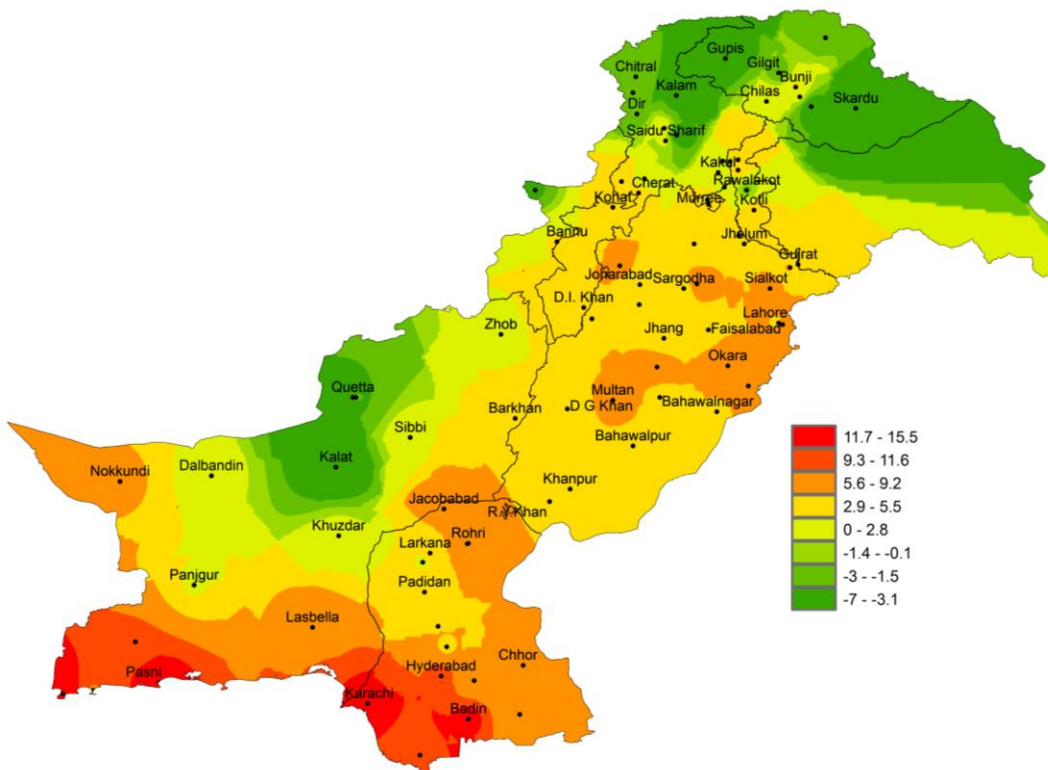 Gupis
Chitral
Gilgit
Kalam
Bunji
Chilas
Skardu
Dir
Saidu Sharif
Kakul
Cherat
Rawalakot
Kohat
Murree
Kotli
Bannu
Jhelum
Gujrat
Joharabad
Sargodha
Sialkot
D.I. Khan
Lahore
Zhob
Jhang
Faisalabad
Okara
Quetta
Multan
D G Khan
Bahawalnagar
Barkhan
Sibbi
Bahawalpur
Kalat
Nokkundi
Dalbandin
Khanpur
Jacobabad
R.Y.Khan
Khuzdar
Rohri
Larkana
Panjgur
Padidan
Lasbella
Chhor
Pasni
Hyderabad
Karachi
Badin
11.7 - 15.5
9.3 - 11.6
5.6 - 9.2
2.9 - 5.5
0 - 2.8
-1.4 - -0.1
-3 - -1.5
-7 - -3.1